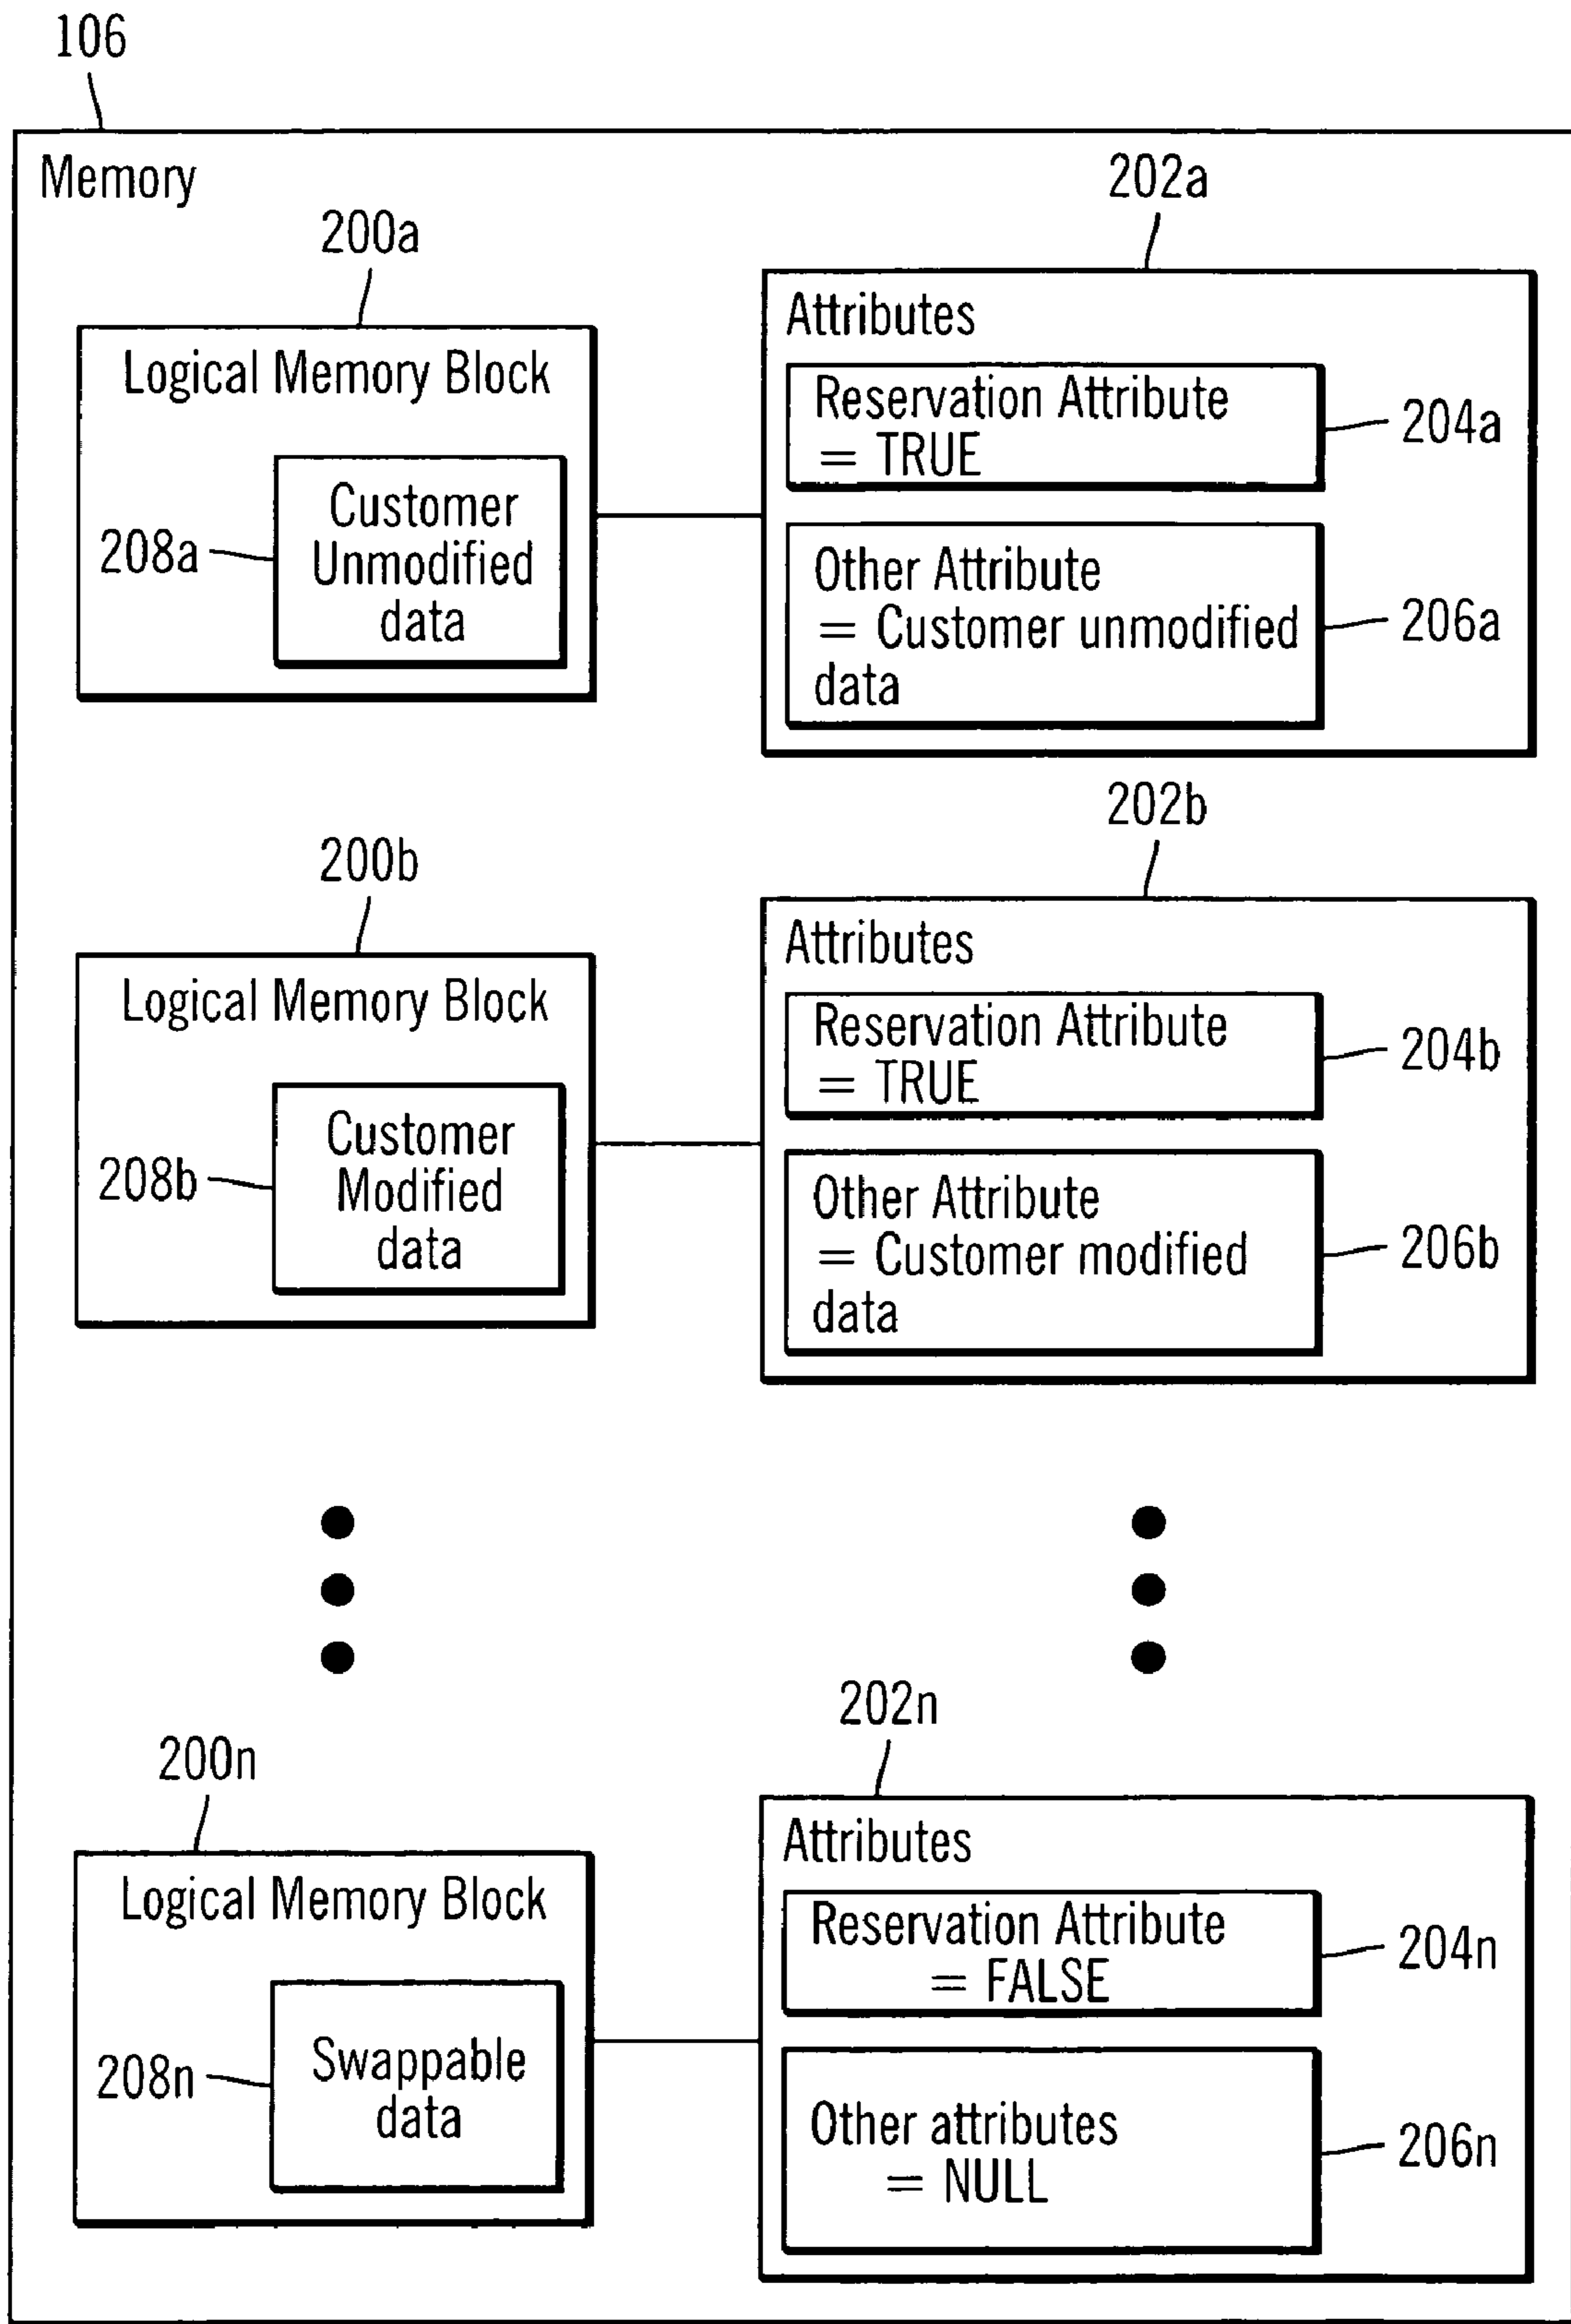 106
Memory
200a
202a
Logical Memory Block
208a
Customer
Unmodified
data
Attributes
Reservation Attribute
= TRUE
204a
Other Attribute
= Customer unmodified
data
206a
200b
202b
Logical Memory Block
208b
Customer
Modified
data
Attributes
Reservation Attribute
= TRUE
204b
Other Attribute
= Customer modified
data
206b
200n
202n
Logical Memory Block
208n
Swappable
data
Attributes
Reservation Attribute
= FALSE
204n
Other attributes
= NULL
206n